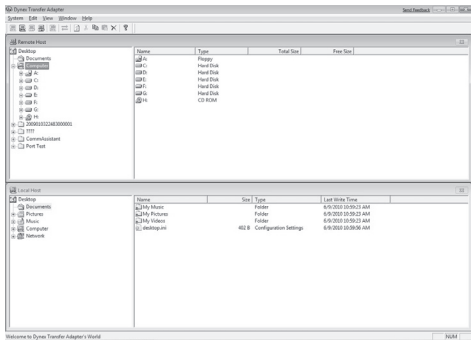 Dynex Transfer Adapter
Send Feedback
System Edit View Window Help
Remote Host
Desktop
Documents
Computer
A:
C:
D:
E:
F:
G:
H:
2009010322483000001
????
CommAssistant
Port Test
Name Type Total Size Free Size
A: Floppy
C: Hard Disk
D: Hard Disk
E: Hard Disk
F: Hard Disk
G: Hard Disk
H: CD ROM
Local Host
Desktop
Documents
Pictures
Music
Computer
Network
Name Size Type Last Write Time
My Music Folder 6/9/2010 10:59:23 AM
My Pictures Folder 6/9/2010 10:59:23 AM
My Videos Folder 6/9/2010 10:59:23 AM
desktop.ini 402 B Configuration Settings 6/9/2010 10:59:56 AM
Welcome to Dynex Transfer Adapter's World
NUM